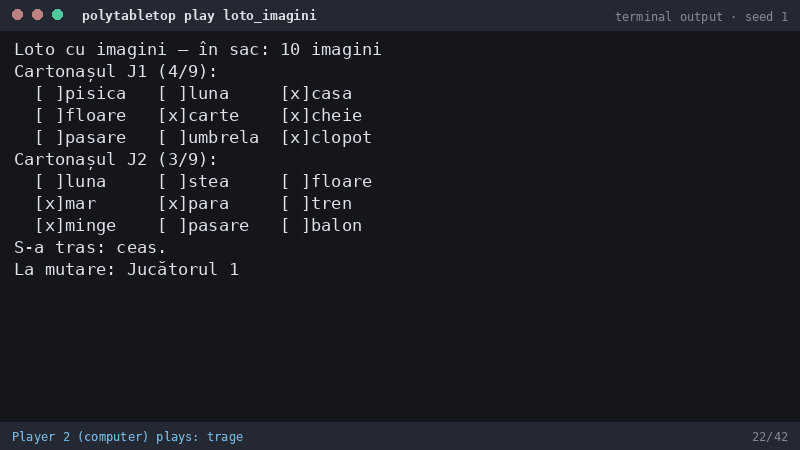 polytabletop play loto_imagini
terminal output · seed 1
Loto cu imagini — în sac: 10 imagini
Cartonașul J1 (4/9):
[ ]pisica [ ]luna [x]casa
[ ]floare [x]carte [x]cheie
[ ]pasare [ ]umbrela [x]clopot
Cartonașul J2 (3/9):
[ ]luna [ ]stea [ ]floare
[x]mar [x]para [ ]tren
[x]minge [ ]pasare [ ]balon
S-a tras: ceas.
La mutare: Jucătorul 1
Player 2 (computer) plays: trage
22/42